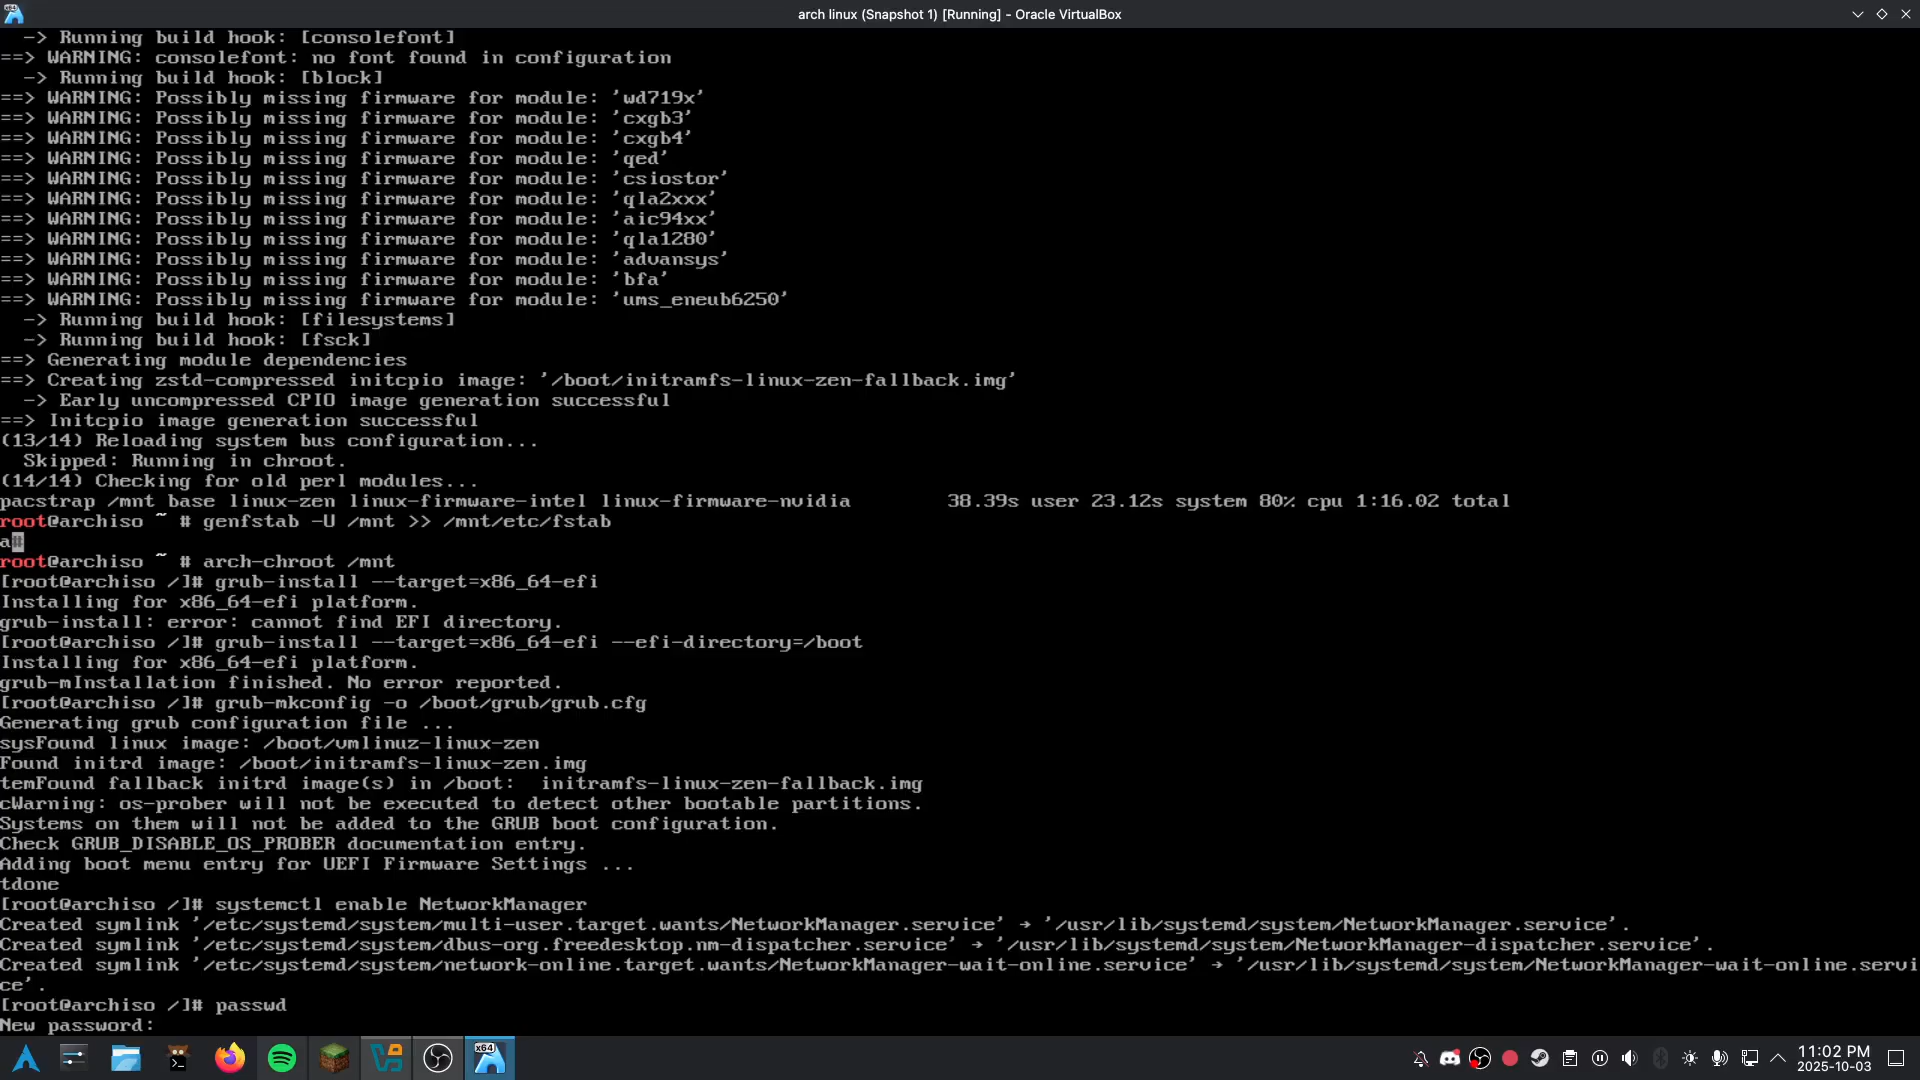 arch linux (Snapshot 1) [Running] - Oracle VirtualBox
-> Running build hook: [consolefont]
==> WARNING: consolefont: no font found in configuration
-> Running build hook: [block]
==> WARNING: Possibly missing firmware for module: 'wd719x'
==> WARNING: Possibly missing firmware for module: 'cxgb3'
==> WARNING: Possibly missing firmware for module: 'cxgb4'
==> WARNING: Possibly missing firmware for module: 'qed'
==> WARNING: Possibly missing firmware for module: 'csiostor'
==> WARNING: Possibly missing firmware for module: 'qla2xxx'
==> WARNING: Possibly missing firmware for module: 'aic94xx'
==> WARNING: Possibly missing firmware for module: 'qla1280'
==> WARNING: Possibly missing firmware for module: 'advansys'
==> WARNING: Possibly missing firmware for module: 'bfa'
==> WARNING: Possibly missing firmware for module: 'ums_eneub6250'
-> Running build hook: [filesystems]
-> Running build hook: [fsck]
==> Generating module dependencies
==> Creating zstd-compressed initcpio image: '/boot/initramfs-linux-zen-fallback.img'
-> Early uncompressed CPIO image generation successful
==> Initcpio image generation successful
(13/14) Reloading system bus configuration...
Skipped: Running in chroot.
(14/14) Checking for old perl modules...
pacstrap /mnt base linux-zen linux-firmware-intel linux-firmware-nvidia 38.39s user 23.12s system 80% cpu 1:16.02 total
root@archiso ~ # genfstab -U /mnt >> /mnt/etc/fstab
a#
root@archiso ~ # arch-chroot /mnt
[root@archiso /]# grub-install --target=x86_64-efi
Installing for x86_64-efi platform.
grub-install: error: cannot find EFI directory.
[root@archiso /]# grub-install --target=x86_64-efi --efi-directory=/boot
Installing for x86_64-efi platform.
grub-mInstallation finished. No error reported.
[root@archiso /]# grub-mkconfig -o /boot/grub/grub.cfg
Generating grub configuration file ...
sysFound linux image: /boot/vmlinuz-linux-zen
Found initrd image: /boot/initramfs-linux-zen.img
temFound fallback initrd image(s) in /boot:  initramfs-linux-zen-fallback.img
cWarning: os-prober will not be executed to detect other bootable partitions.
Systems on them will not be added to the GRUB boot configuration.
Check GRUB_DISABLE_OS_PROBER documentation entry.
Adding boot menu entry for UEFI Firmware Settings ...
tdone
[root@archiso /]# systemctl enable NetworkManager
Created symlink '/etc/systemd/system/multi-user.target.wants/NetworkManager.service' → '/usr/lib/systemd/system/NetworkManager.service'.
Created symlink '/etc/systemd/system/dbus-org.freedesktop.nm-dispatcher.service' → '/usr/lib/systemd/system/NetworkManager-dispatcher.service'.
Created symlink '/etc/systemd/system/network-online.target.wants/NetworkManager-wait-online.service' → '/usr/lib/systemd/system/NetworkManager-wait-online.servi
ce'.
[root@archiso /]# passwd
New password:
x64
11:02 PM
2025-10-03